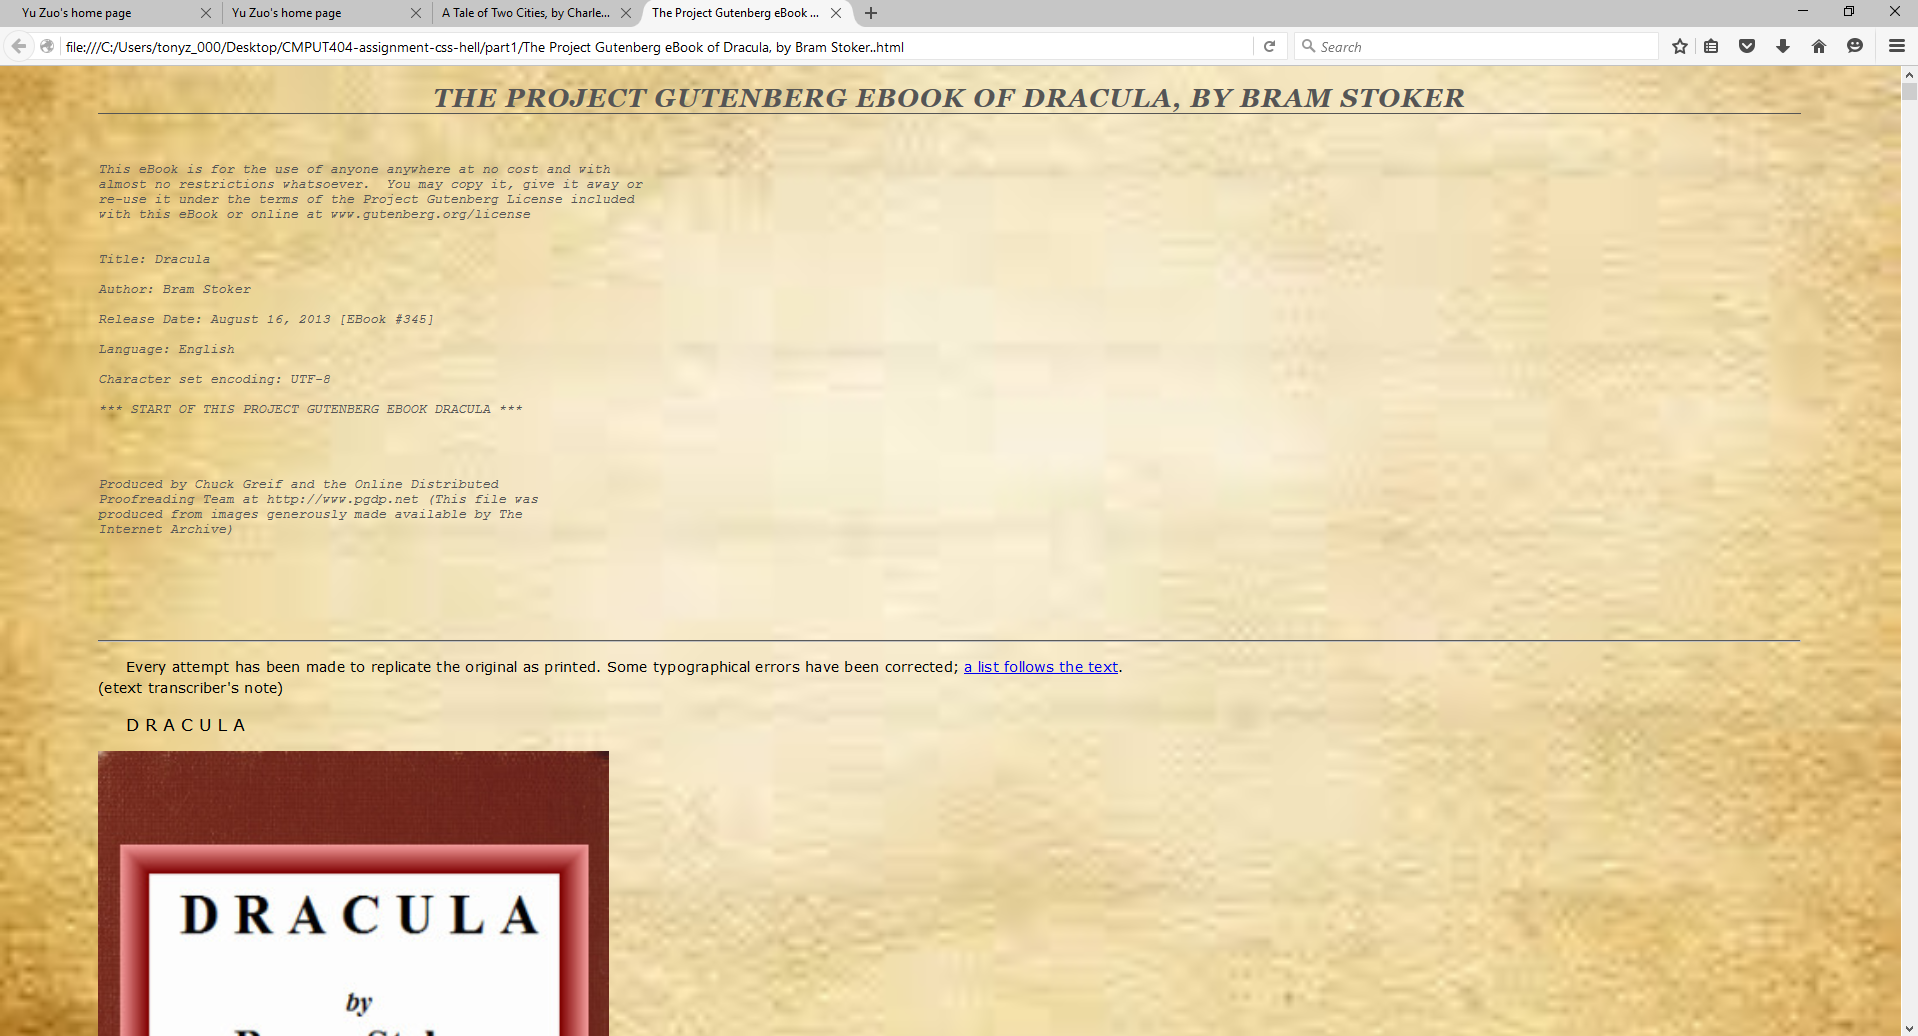 Yu Zuo's home page
Yu Zuo's home page
A Tale of Two Cities, by Charle...
The Project Gutenberg eBook ...
file:///C:/Users/tonyz_000/Desktop/CMPUT404-assignment-css-hell/part1/The Project Gutenberg eBook of Dracula, by Bram Stoker..html
Search
THE PROJECT GUTENBERG EBOOK OF DRACULA, BY BRAM STOKER
This eBook is for the use of anyone anywhere at no cost and with
almost no restrictions whatsoever.  You may copy it, give it away or
re-use it under the terms of the Project Gutenberg License included
with this eBook or online at www.gutenberg.org/license
Title: Dracula
Author: Bram Stoker
Release Date: August 16, 2013 [EBook #345]
Language: English
Character set encoding: UTF-8
*** START OF THIS PROJECT GUTENBERG EBOOK DRACULA ***
Produced by Chuck Greif and the Online Distributed
Proofreading Team at http://www.pgdp.net (This file was
produced from images generously made available by The
Internet Archive)
Every attempt has been made to replicate the original as printed. Some typographical errors have been corrected; a list follows the text.
(etext transcriber's note)
D R A C U L A
D R A C U L A
by